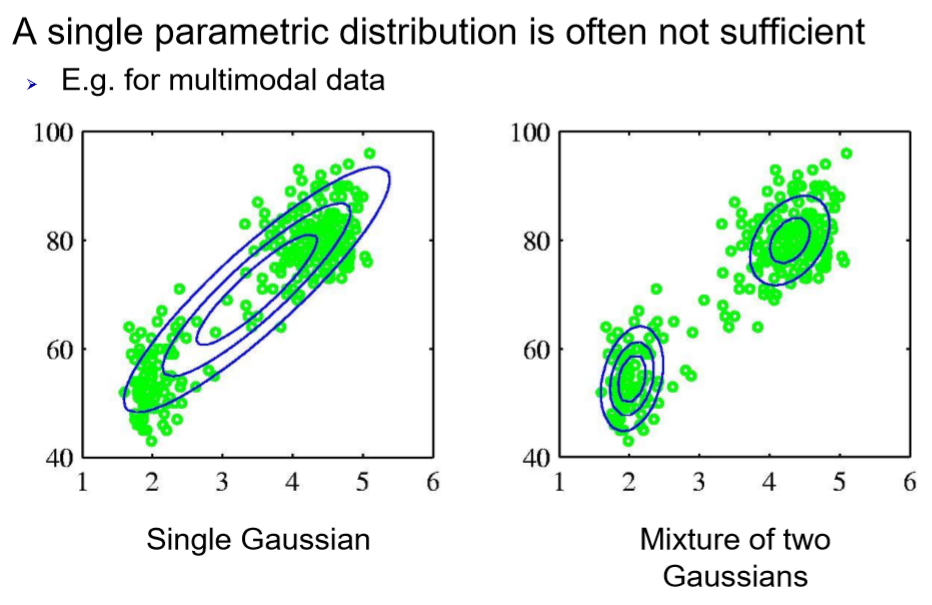 A single parametric distribution is often not sufficient
➢ E.g. for multimodal data
100
80
60
40
1 2 3 4 5 6
100
80
60
40
1 2 3 4 5 6
Single Gaussian
Mixture of two
Gaussians